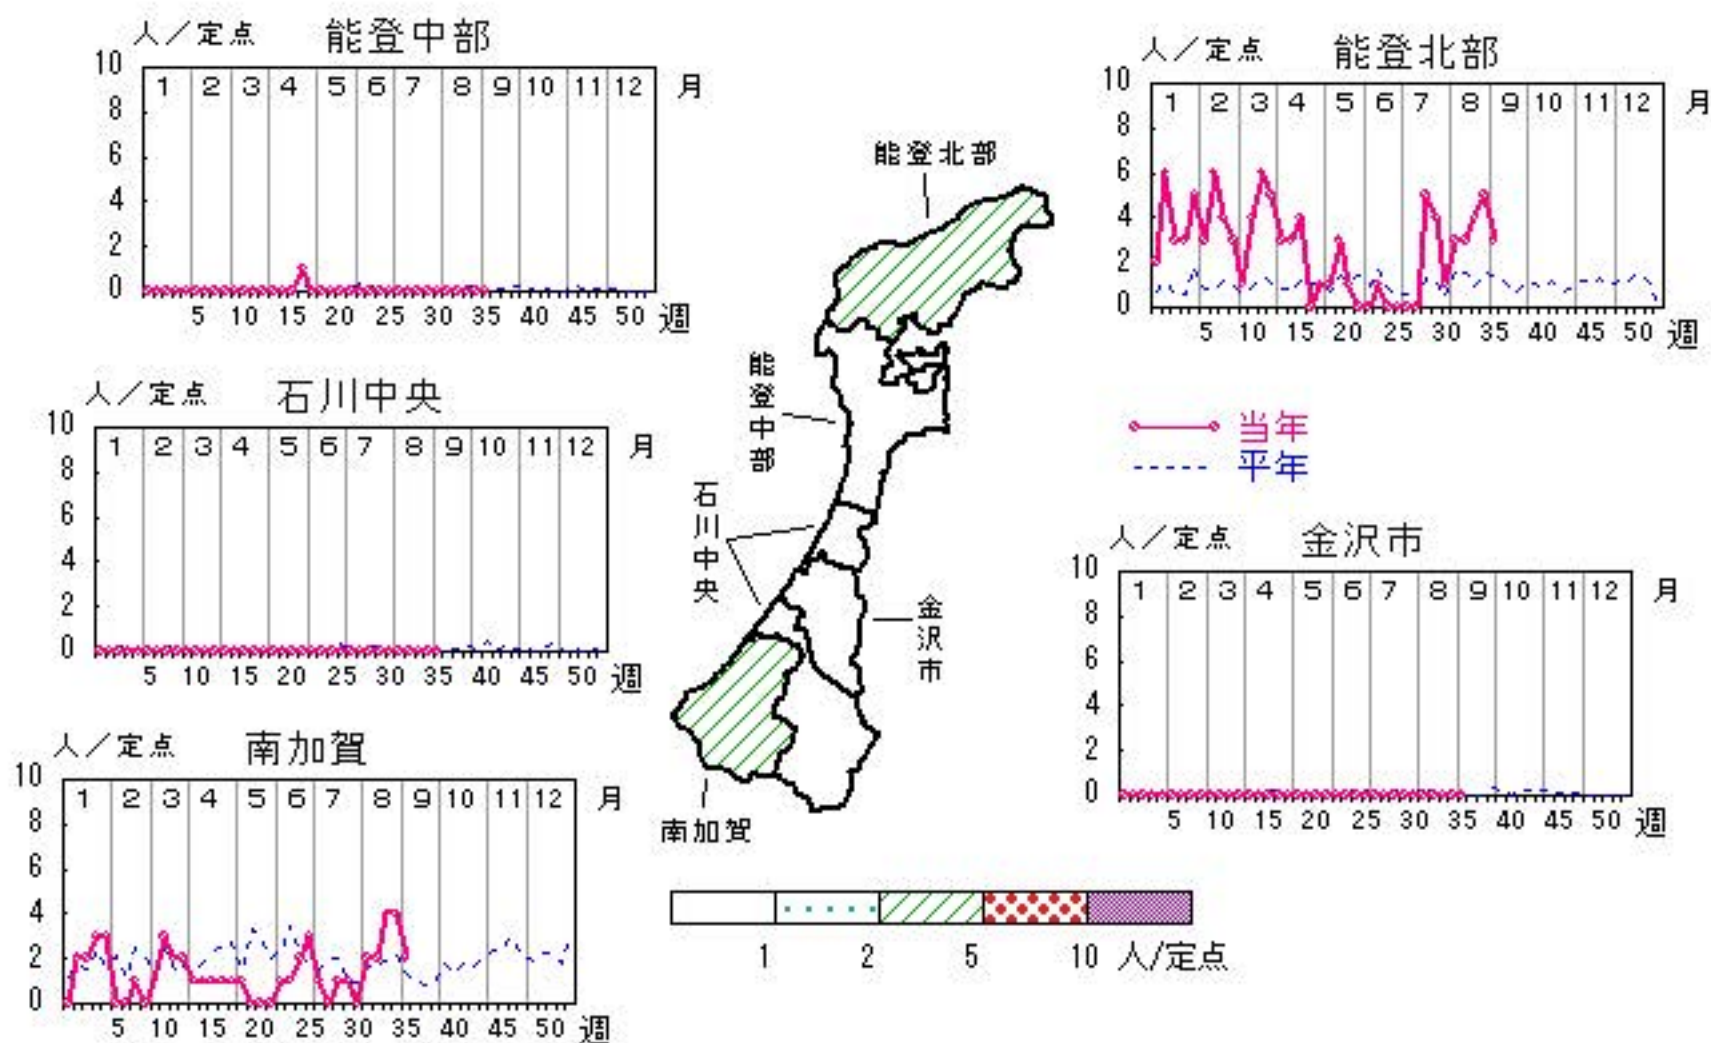 人／定点 能登中部
10 8 6 4 2 0
1 2 3 4 5 6 7 8 9 10 11 12 月
5 10 15 20 25 30 35 40 45 50 週
人／定点 能登北部
10 8 6 4 2 0
1 2 3 4 5 6 7 8 9 10 11 12 月
5 10 15 20 25 30 35 40 45 50 週
能登北部
能登中部
石川中央
金沢市
南加賀
人／定点 石川中央
10 8 6 4 2 0
1 2 3 4 5 6 7 8 9 10 11 12 月
5 10 15 20 25 30 35 40 45 50 週
当年
平年
人／定点 金沢市
10 8 6 4 2 0
1 2 3 4 5 6 7 8 9 10 11 12 月
5 10 15 20 25 30 35 40 45 50 週
人／定点 南加賀
10 8 6 4 2 0
1 2 3 4 5 6 7 8 9 10 11 12 月
5 10 15 20 25 30 35 40 45 50 週
1 2 5 10 人/定点